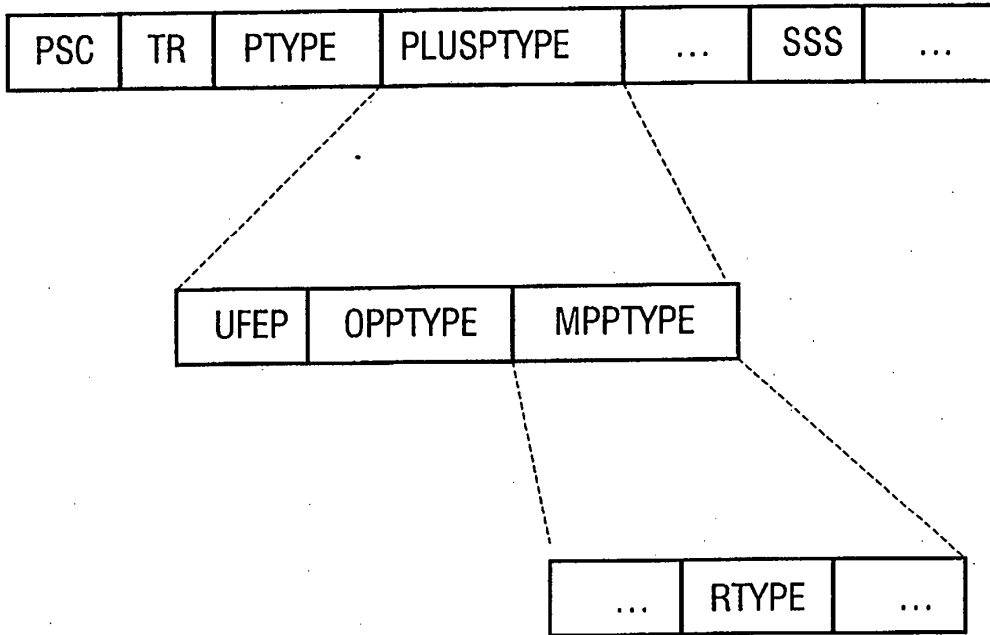 PSC TR PTYPE PLUSPTYPE ... SSS ...
UFEP OPPTYPE MPPTYPE
... RTYPE ...